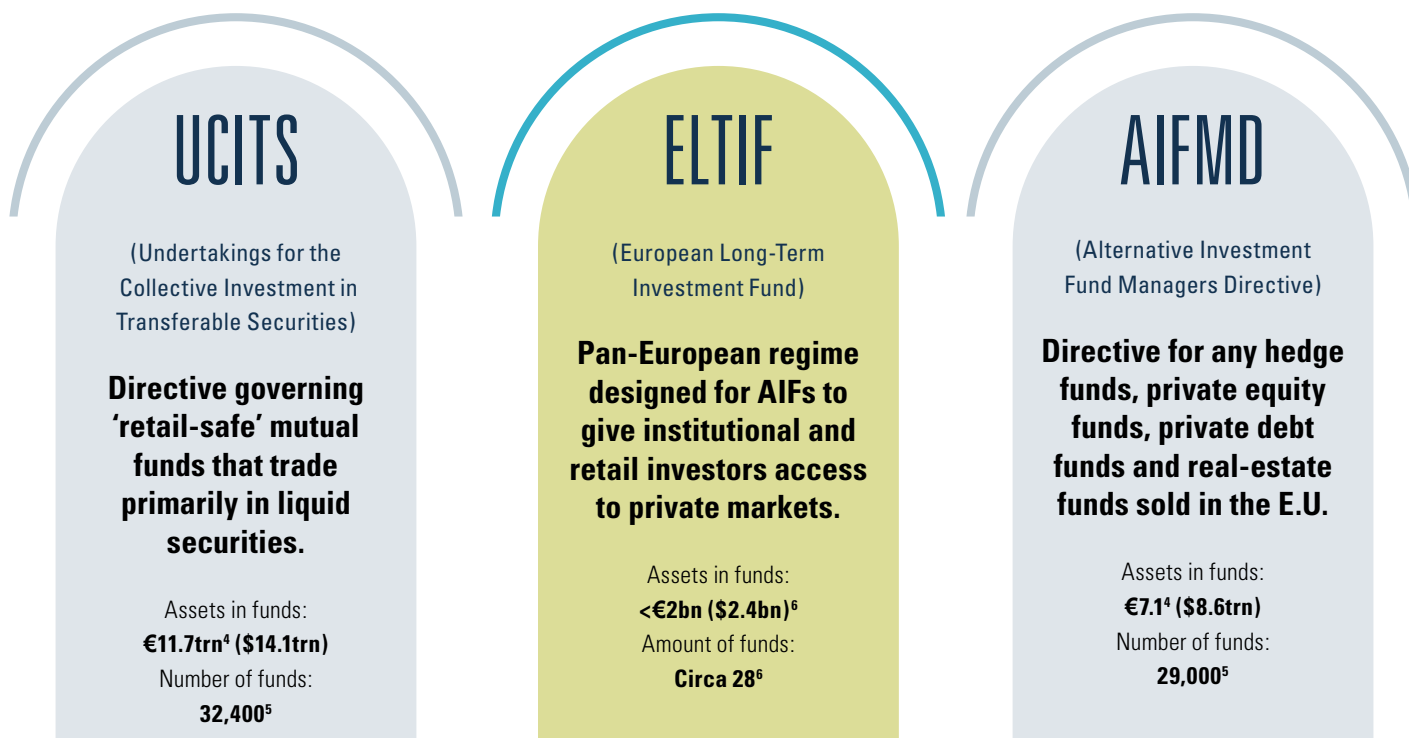 UCITS
(Undertakings for the
Collective Investment in
Transferable Securities)
Directive governing
‘retail-safe’ mutual
funds that trade
primarily in liquid
securities.
Assets in funds:
€11.7trn⁴ ($14.1trn)
Number of funds:
32,400⁵
ELTIF
(European Long-Term
Investment Fund)
Pan-European regime
designed for AIFs to
give institutional and
retail investors access
to private markets.
Assets in funds:
<€2bn ($2.4bn)⁶
Amount of funds:
Circa 28⁶
AIFMD
(Alternative Investment
Fund Managers Directive)
Directive for any hedge
funds, private equity
funds, private debt
funds and real-estate
funds sold in the E.U.
Assets in funds:
€7.1⁴ ($8.6trn)
Number of funds:
29,000⁵